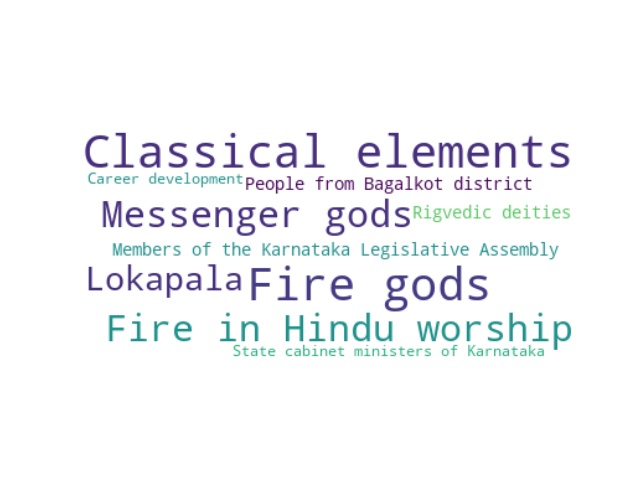 Classical elements
Career development
People from Bagalkot district
Messenger gods
Rigvedic deities
Members of the Karnataka Legislative Assembly
Lokapala
Fire gods
Fire in Hindu worship
State cabinet ministers of Karnataka